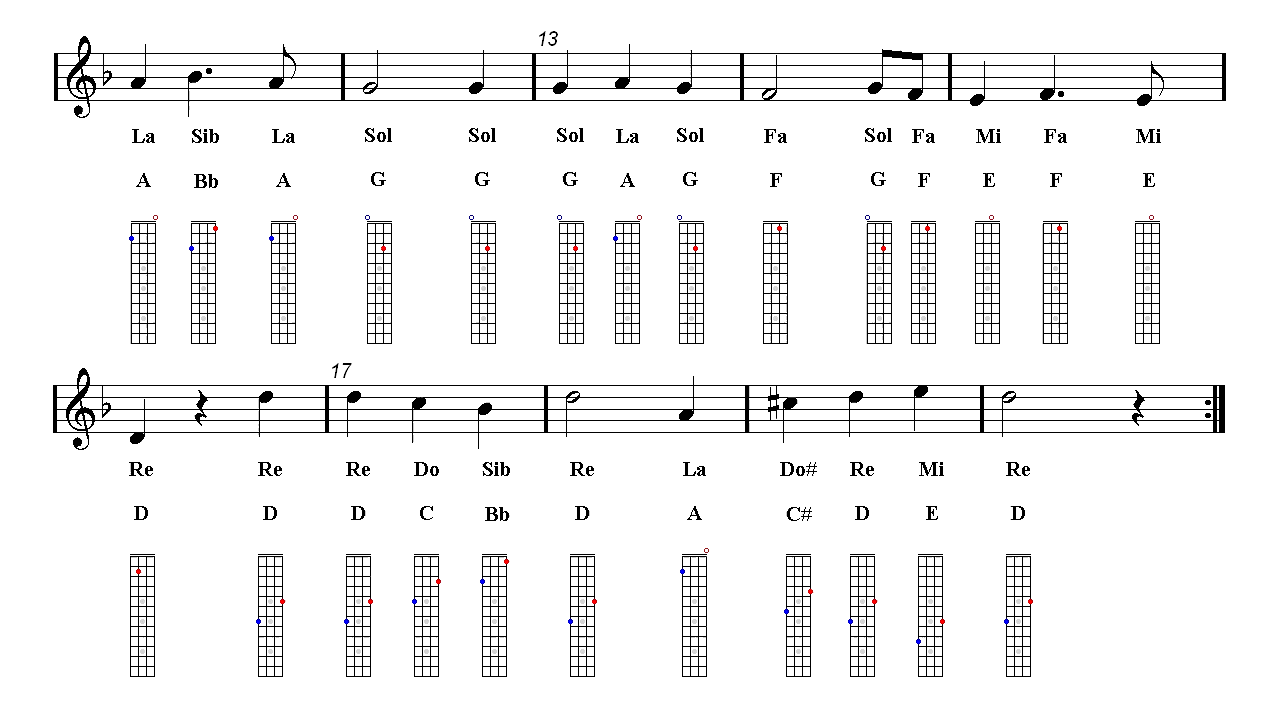 13
La Sib La Sol Sol Sol La Sol Fa Sol Fa Mi Fa Mi
A Bb A G G G A G F G F E F E
17
Re Re Re Do Sib Re La Do# Re Mi Re
D D D C Bb D A C# D E D